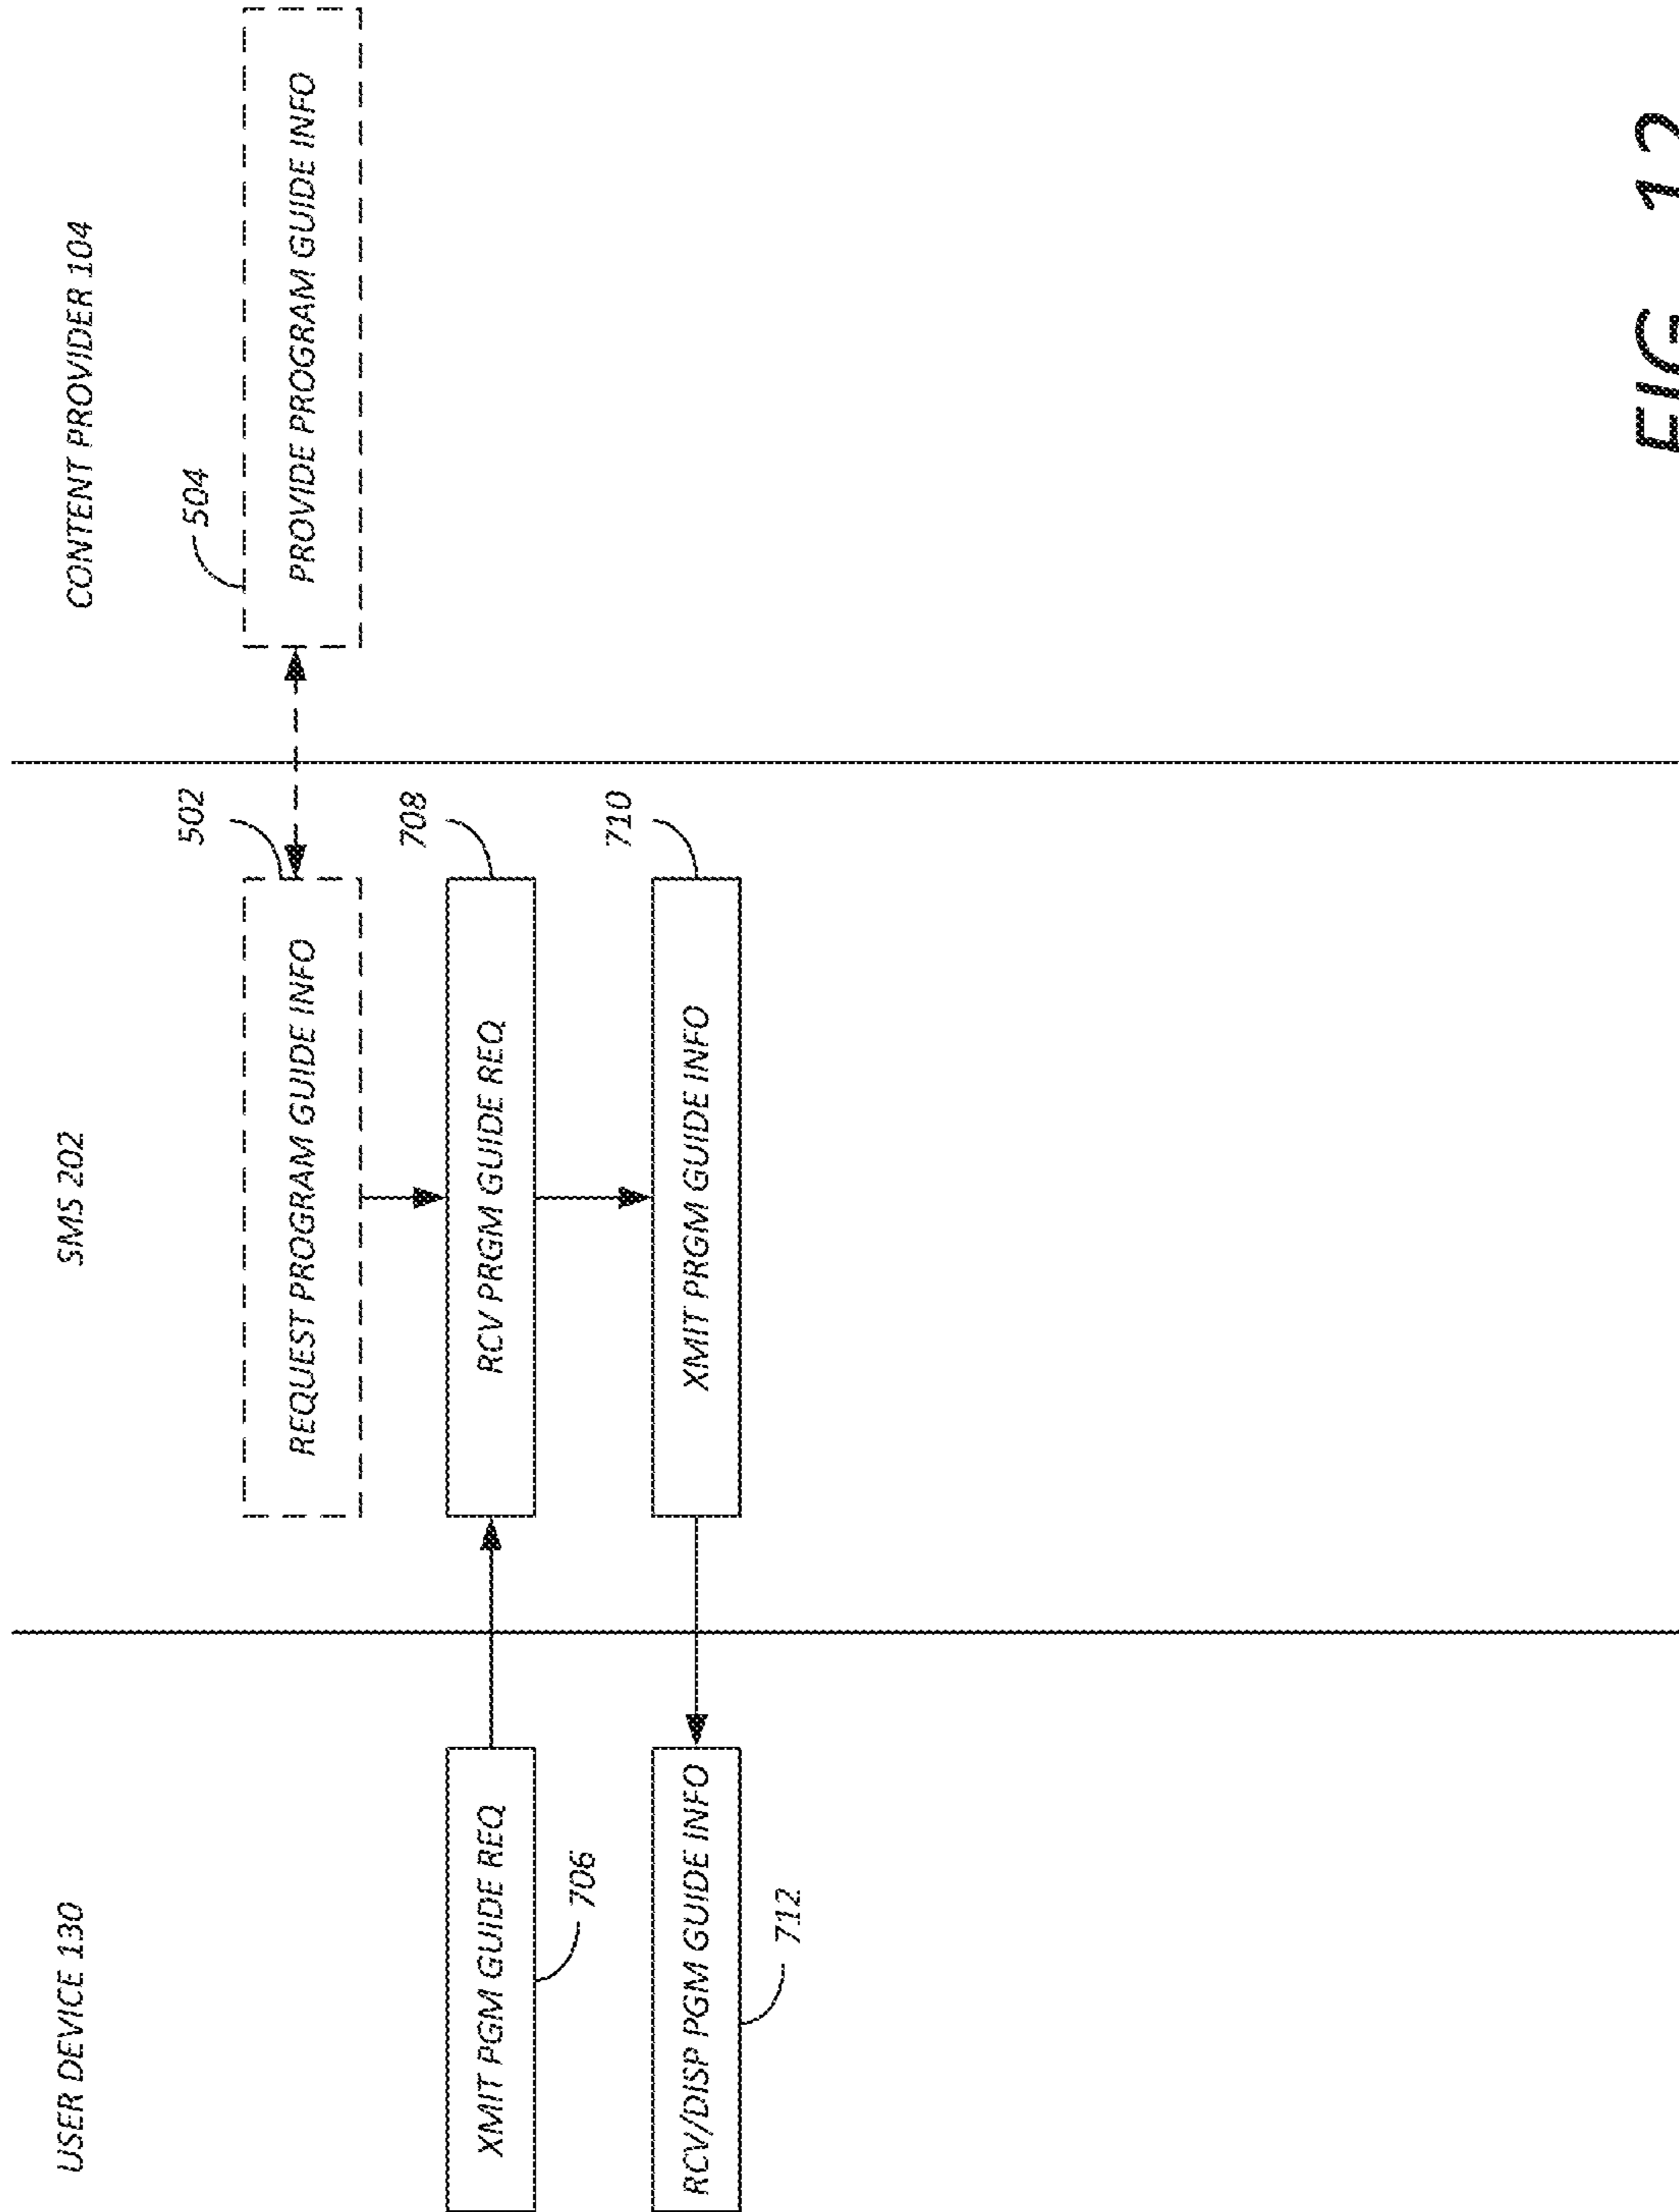 USER DEVICE 130
SMS 202
CONTENT PROVIDER 104
502
504
REQUEST PROGRAM GUIDE INFO
PROVIDE PROGRAM GUIDE INFO
708
XMIT PGM GUIDE REQ
RCV PRGM GUIDE REQ
706
710
RCV/DISP PGM GUIDE INFO
XMIT PRGM GUIDE INFO
712
FIG. 12